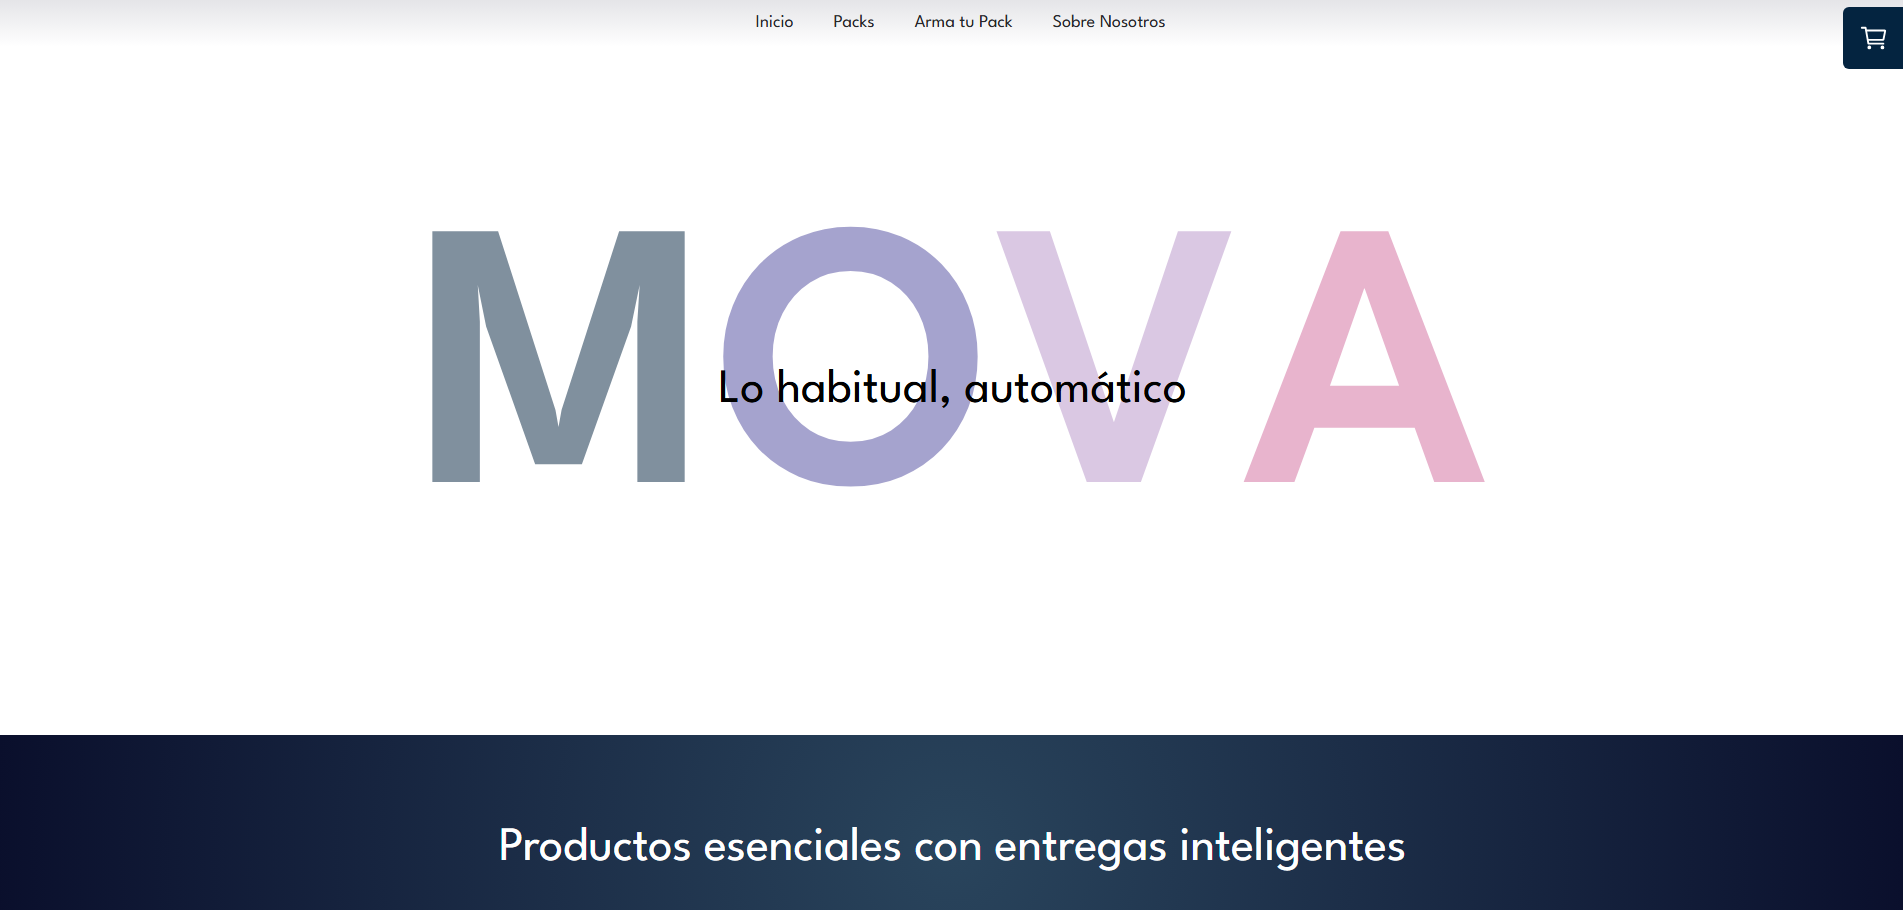 Inicio Packs Arma tu Pack Sobre Nosotros
MOVA
Lo habitual, automático
Productos esenciales con entregas inteligentes